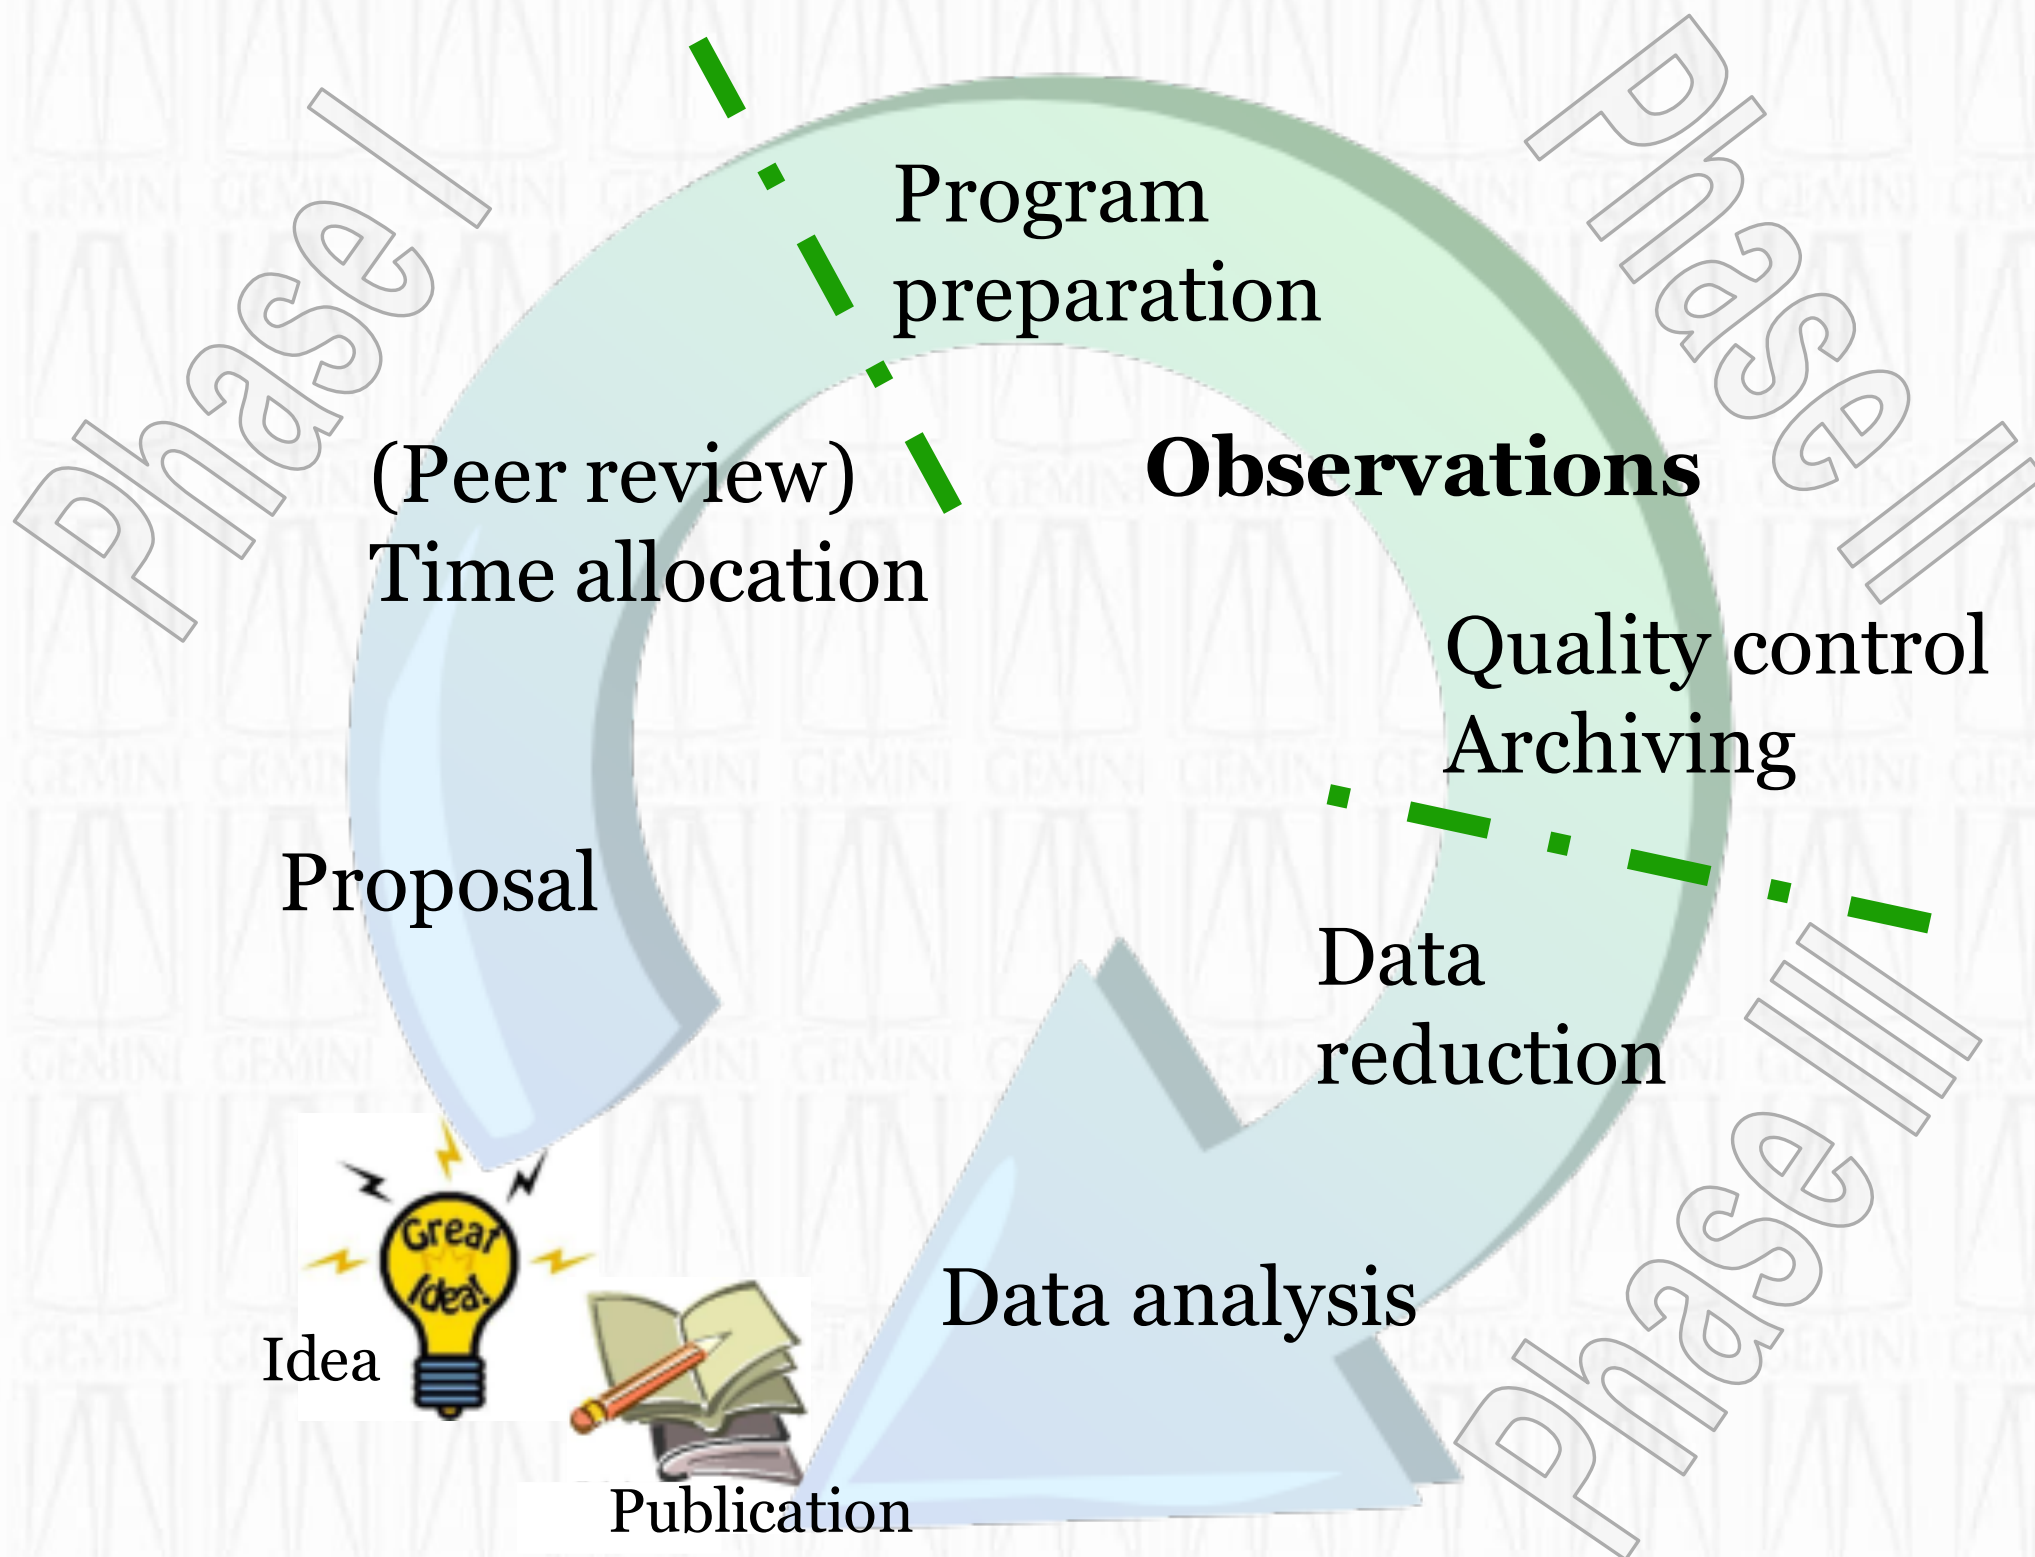 Phase I
Phase II
Program
preparation
(Peer review)
Time allocation
Observations
Quality control
Archiving
Proposal
Data
reduction
Phase III
Data analysis
Great
Idea!
Idea
Publication
GEMINI